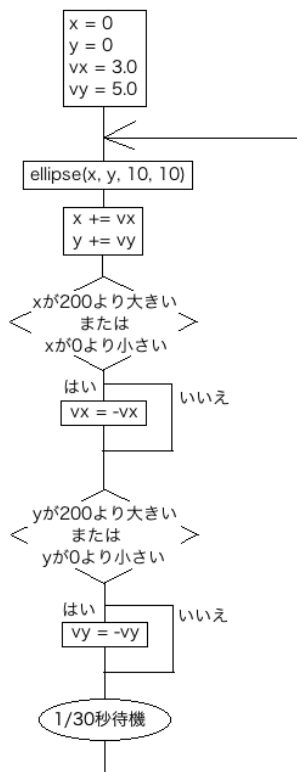 x = 0
y = 0
vx = 3.0
vy = 5.0
ellipse(x, y, 10, 10)
x += vx
y += vy
xが200より大きい
または
xが0より小さい
はい
いいえ
vx = -vx
yが200より大きい
または
yが0より小さい
はい
いいえ
vy = -vy
1/30秒待機